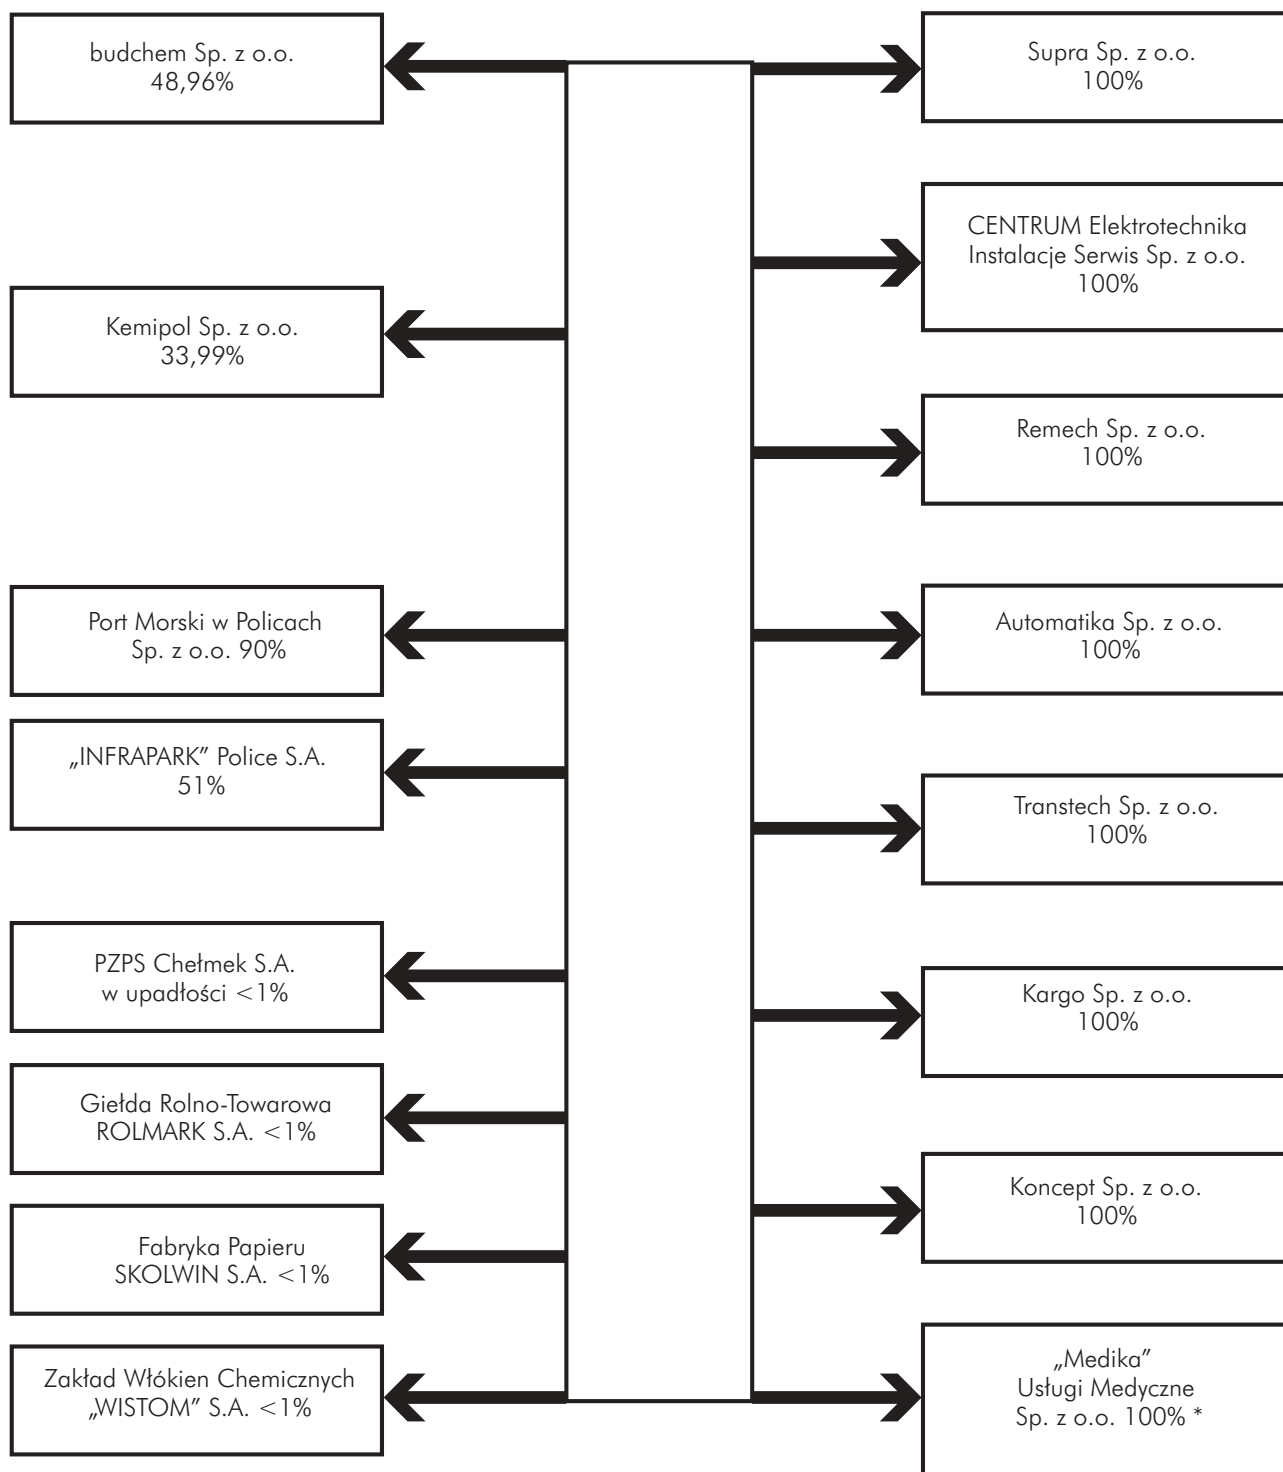 budchem Sp. z o.o.
48,96%
Kemipol Sp. z o.o.
33,99%
Port Morski w Policach
Sp. z o.o. 90%
„INFRAPARK” Police S.A.
51%
PZPS Chełmek S.A.
w upadłości <1%
Giełda Rolno-Towarowa
ROLMARK S.A. <1%
Fabryka Papieru
SKOLWIN S.A. <1%
Zakład Włókien Chemicznych
„WISTOM” S.A. <1%
Supra Sp. z o.o.
100%
CENTRUM Elektrotechnika
Instalacje Serwis Sp. z o.o.
100%
Remech Sp. z o.o.
100%
Automatika Sp. z o.o.
100%
Transtech Sp. z o.o.
100%
Kargo Sp. z o.o.
100%
Koncept Sp. z o.o.
100%
„Medika”
Usługi Medyczne
Sp. z o.o. 100% *